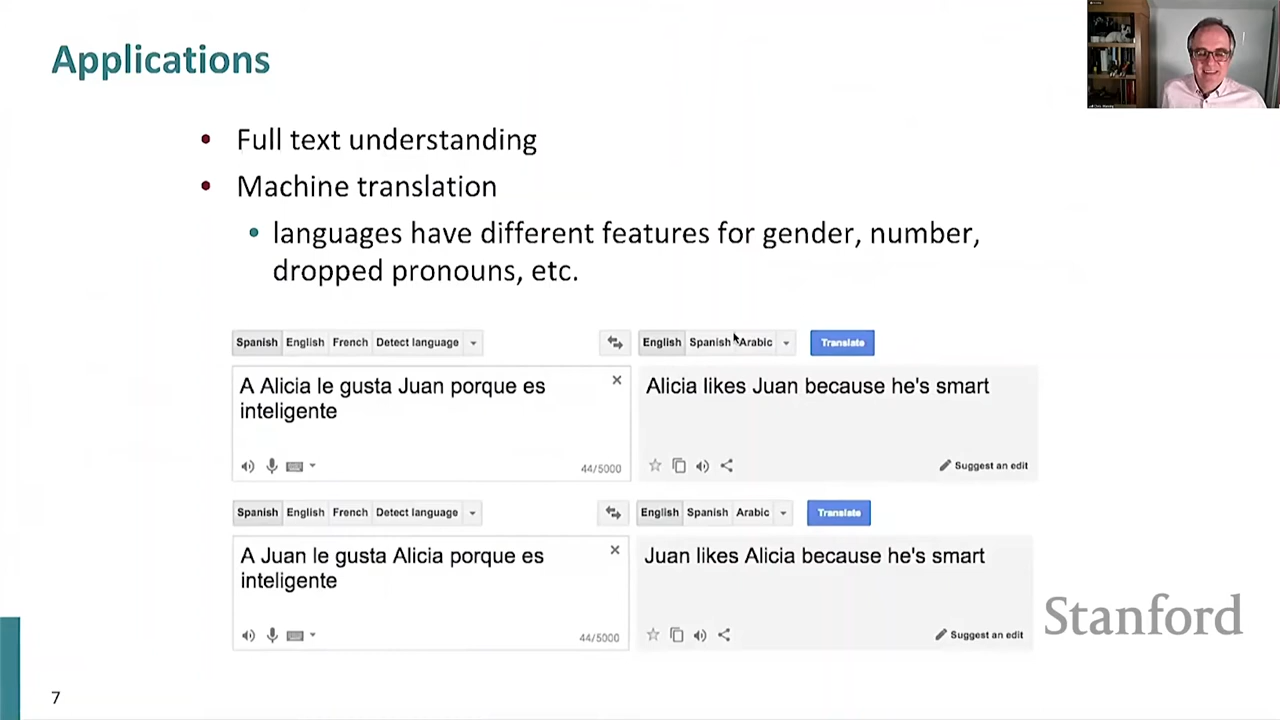 Applications
• Full text understanding
• Machine translation
• languages have different features for gender, number,
dropped pronouns, etc.
Spanish English French Detect language
English Spanish Arabic Translate
A Alicia le gusta Juan porque es
inteligente
44/5000
Alicia likes Juan because he's smart
Suggest an edit
Spanish English French Detect language
English Spanish Arabic Translate
A Juan le gusta Alicia porque es
inteligente
44/5000
Juan likes Alicia because he's smart
Suggest an edit
Stanford
7